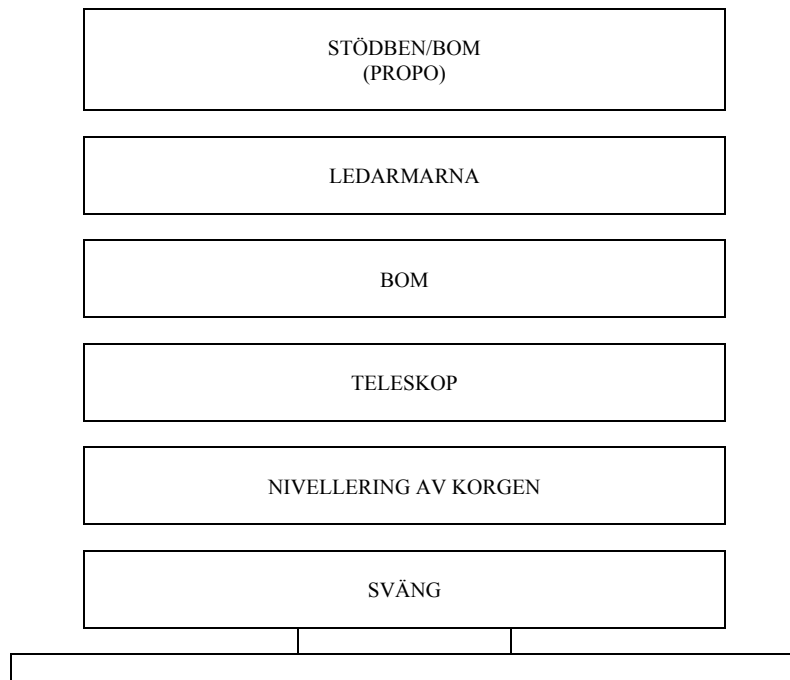 STÖDBEN/BOM
(PROPO)
LEDARMARNA
BOM
TELESKOP
NIVELLERING AV KORGEN
SVÄNG